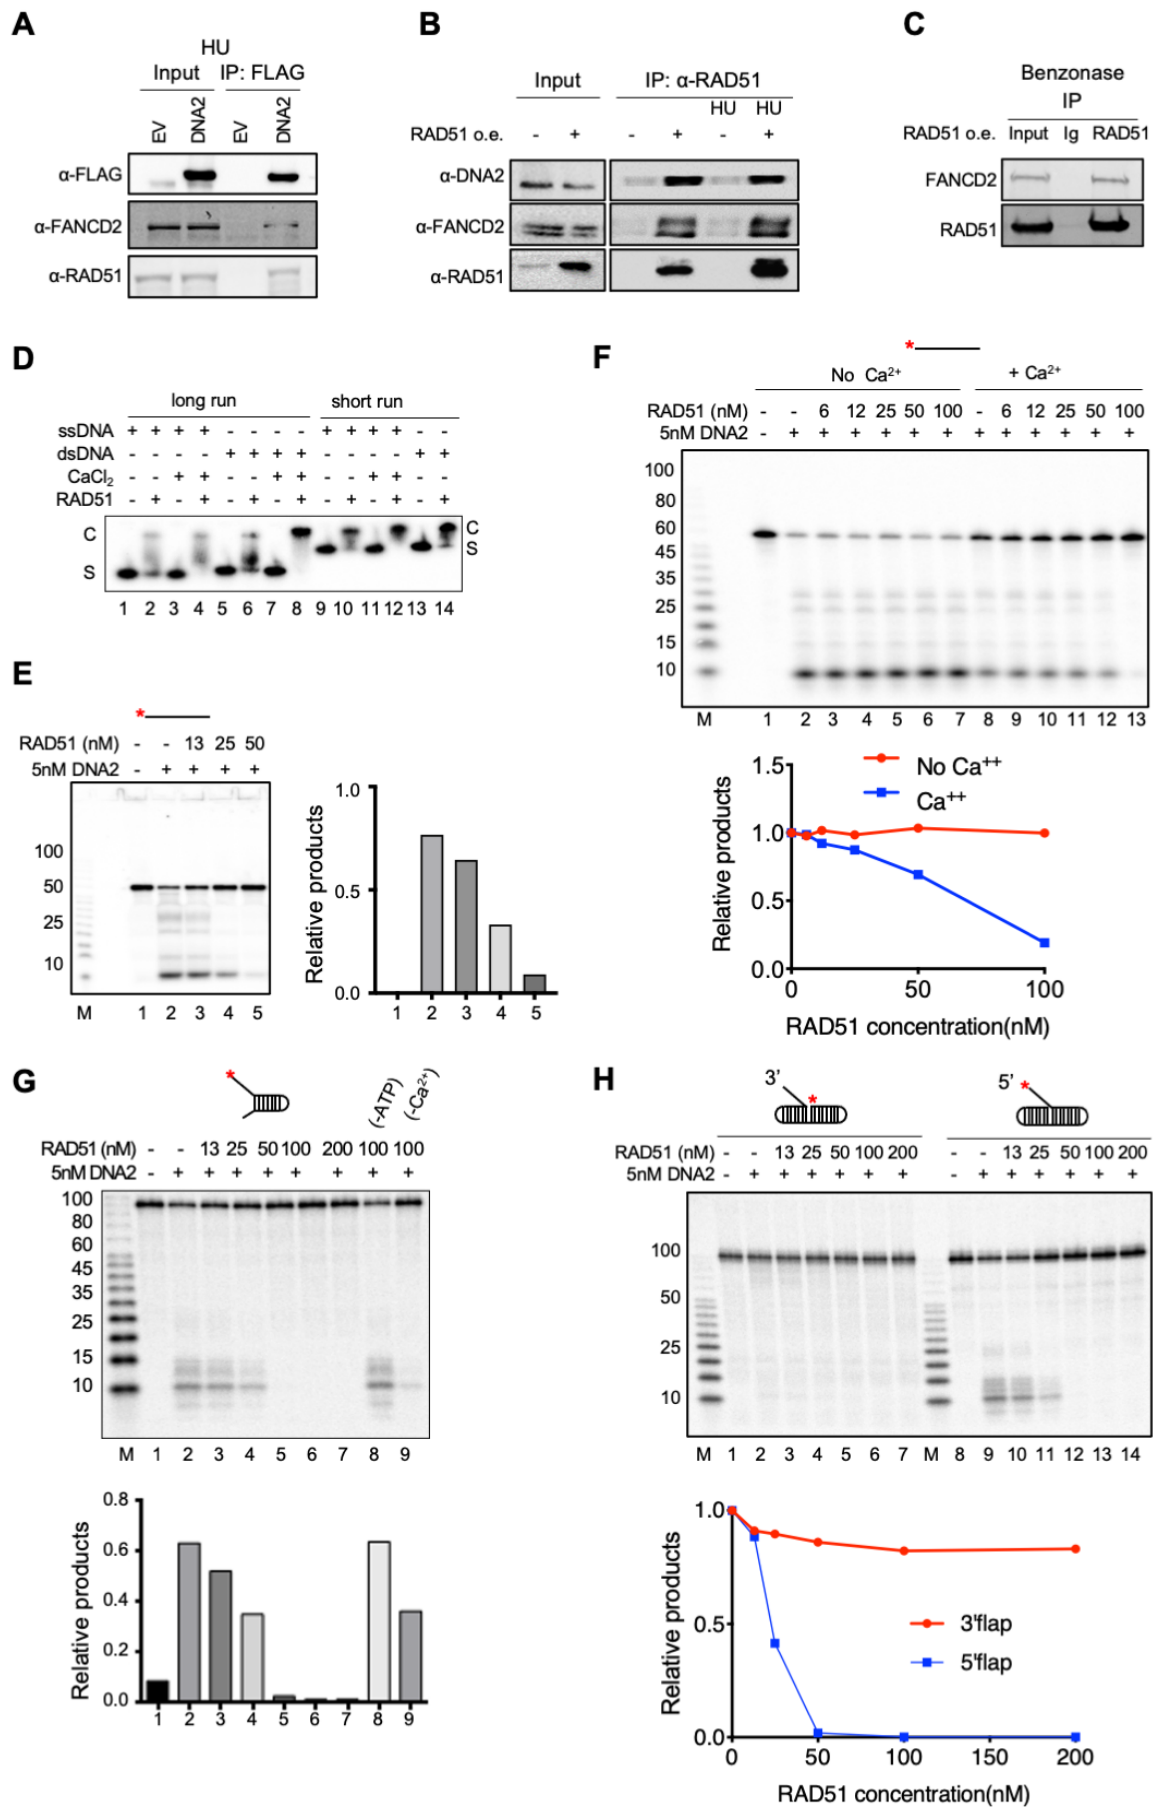 A
HU
Input IP: FLAG
EV DNA2 EV DNA2
α-FLAG
α-FANCD2
α-RAD51
B
Input IP: α-RAD51
HU HU
RAD51 o.e. - + - + - +
α-DNA2
α-FANCD2
α-RAD51
C
Benzonase
IP
RAD51 o.e. Input Ig RAD51
FANCD2
RAD51
D
long run short run
ssDNA + + + + - - - - + + + + - -
dsDNA - - - - + + + + - - - - + +
CaCl2 - - + + - - + + - - + + - -
RAD51 - + - + - + - + - + - + - +
C C
S S
1 2 3 4 5 6 7 8 9 10 11 12 13 14
E
*
RAD51 (nM) - - 13 25 50
5nM DNA2 - + + + +
100
50
25
10
M 1 2 3 4 5
Relative products
1.0
0.5
0.0
1 2 3 4 5
F
*
No Ca2+ + Ca2+
RAD51 (nM) - - 6 12 25 50 100 - 6 12 25 50 100
5nM DNA2 - + + + + + + + + + + + +
100
80
60
45
35
25
15
10
M 1 2 3 4 5 6 7 8 9 10 11 12 13
No Ca++
Ca++
Relative products
1.5
1.0
0.5
0.0
0 50 100
RAD51 concentration(nM)
G
*
(-ATP) (-Ca2+)
RAD51 (nM) - - 13 25 50 100 200 100 100
5nM DNA2 - + + + + + + + +
100
80
60
45
35
25
15
10
M 1 2 3 4 5 6 7 8 9
Relative products
0.8
0.6
0.4
0.2
0.0
1 2 3 4 5 6 7 8 9
H
3' * 5' *
RAD51 (nM) - - 13 25 50 100 200 - - 13 25 50 100 200
5nM DNA2 - + + + + + + - + + + + + +
100
50
25
10
M 1 2 3 4 5 6 7 M 8 9 10 11 12 13 14
Relative products
1.0
0.5
0.0
3'flap
5'flap
0 50 100 150 200
RAD51 concentration(nM)